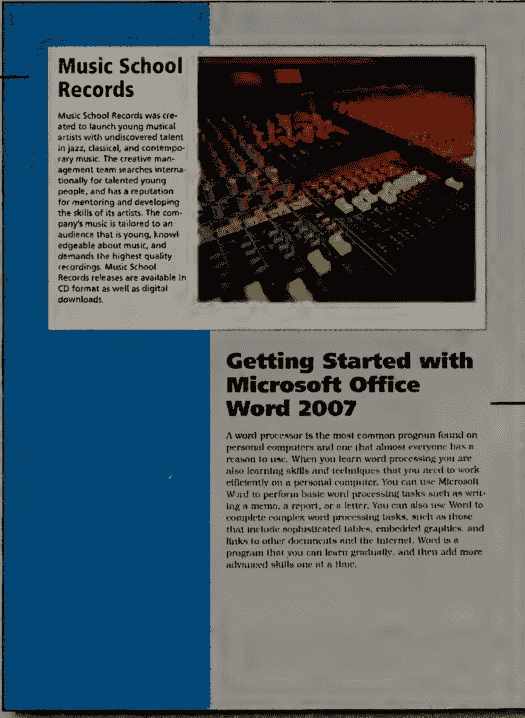 Music School
Records
Music School Records was cre-
ated to launch young musical
artists with undiscovered talent
in jazz, classical, and contempo-
rary music. The creative man-
agement team searches interna-
tionally for talented young
people, and has a reputation
for mentoring and developing
the skills of its artists. The com-
pany's music is tailored to an
audience that is young, knowl
edgeable about music, and
demands the highest quality
recordings. Music School
Records releases are available in
CD format as well as digital
downloads.
Getting Started with
Microsoft Office
Word 2007
A word processor is the most common program found on
personal computers and one that almost everyone has a
reason to use. When you learn word processing you are
also learning skills and techniques that you need to work
efficiently on a personal computer. You can use Microsoft
Word to perform basic word processing tasks such as writ-
ing a memo, a report, or a letter. You can also use Word to
complete complex word processing tasks, such as those
that include sophisticated tables, embedded graphics, and
links to other documents and the Internet. Word is a
program that you can learn gradually, and then add more
advanced skills one at a time.